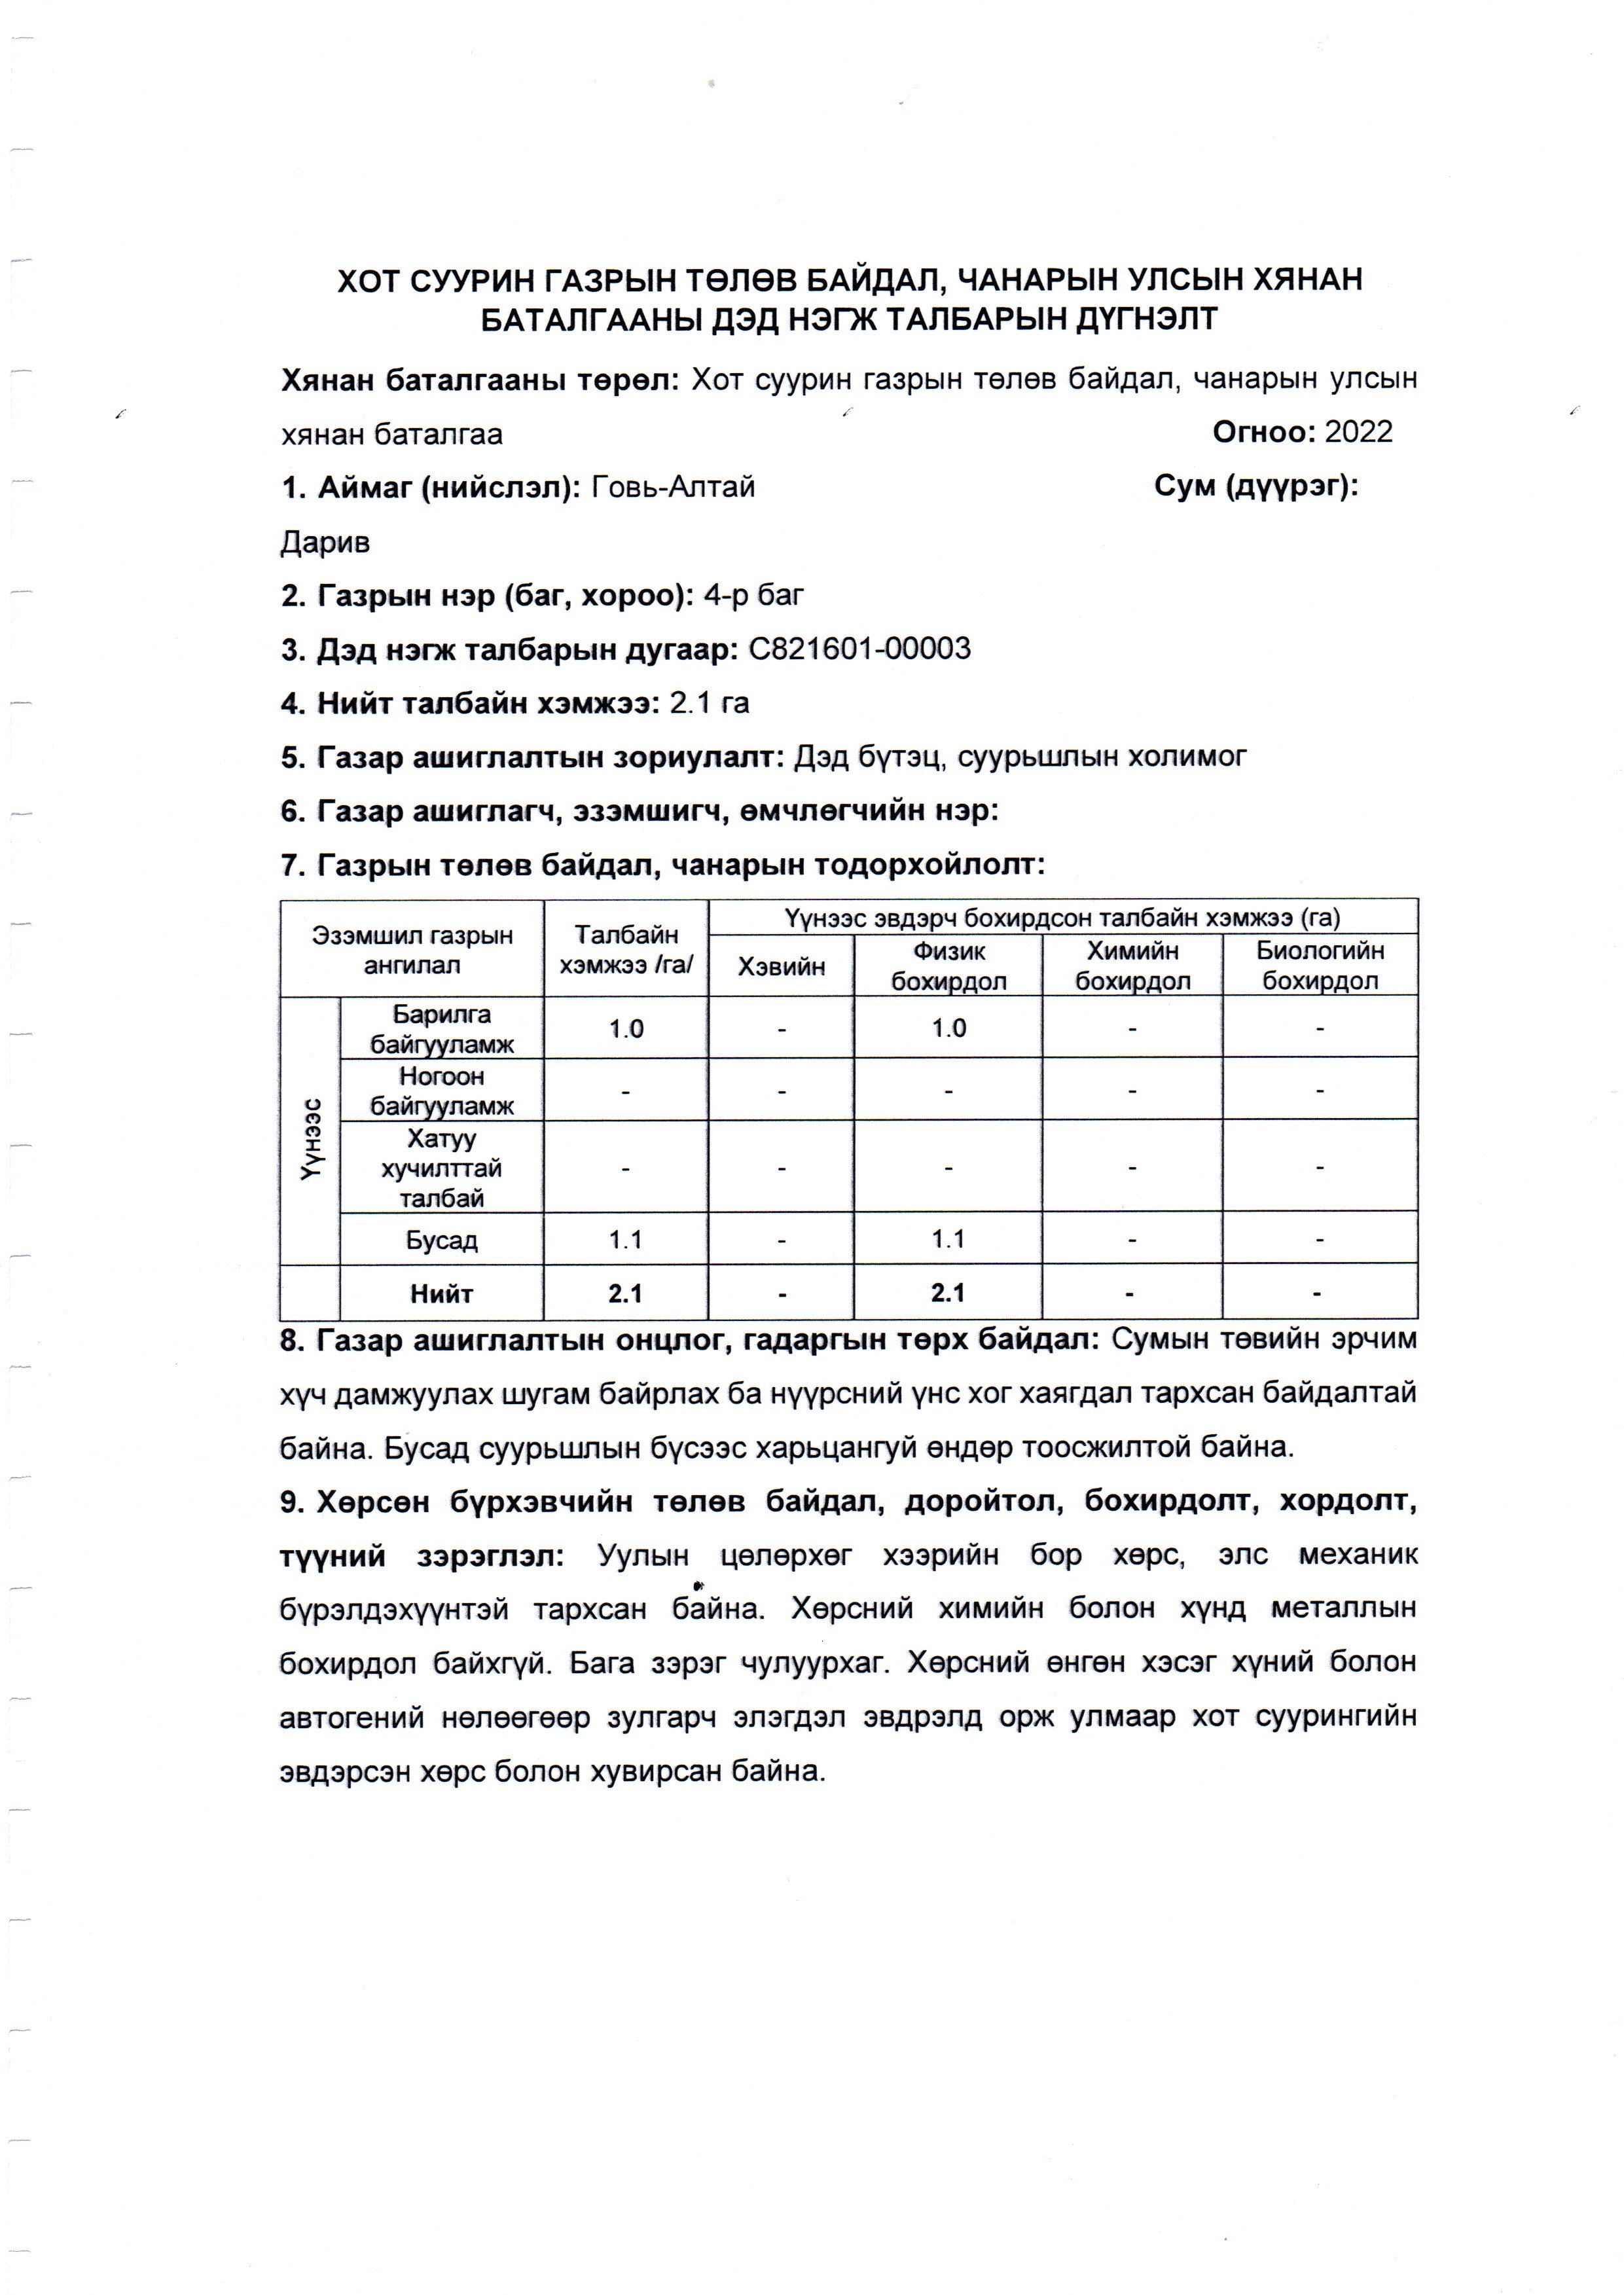 ХОТ СУУРИН ГАЗРЫН ТӨЛӨВ БАЙДАЛ, ЧАНАРЫН УЛСЫН ХЯНАН
БАТАЛГААНЫ ДЭД НЭГЖ ТАЛБАРЫН ДҮГНЭЛТ
Хянан баталгааны төрөл: Хот суурин газрын төлөв байдал, чанарын улсын
хянан баталгаа Огноо: 2022
1. Аймаг (нийслэл): Говь-Алтай Сум (дүүрэг):
Дарив
2. Газрын нэр (баг, хороо): 4-р баг
3. Дэд нэгж талбарын дугаар: С821601-00003
4. Нийт талбайн хэмжээ: 2.1 га
5. Газар ашиглалтын зориулалт: Дэд бүтэц, суурьшлын холимог
6. Газар ашиглагч, эзэмшигч, өмчлөгчийн нэр:
7. Газрын төлөв байдал, чанарын тодорхойлолт:
Эзэмшил газрын ангилал Талбайн хэмжээ /га/ Үүнээс эвдэрч бохирдсон талбайн хэмжээ (га)
Хэвийн Физик бохирдол Химийн бохирдол Биологийн бохирдол
Үүнээс
Барилга байгууламж 1.0 - 1.0 - -
Ногоон байгууламж - - - - -
Хатуу хучилттай талбай - - - - -
Бусад 1.1 - 1.1 - -
Нийт 2.1 - 2.1 - -
8. Газар ашиглалтын онцлог, гадаргын төрх байдал: Сумын төвийн эрчим
хүч дамжуулах шугам байрлах ба нүүрсний үнс хог хаягдал тархсан байдалтай
байна. Бусад суурьшлын бүсээс харьцангуй өндөр тоосжилтой байна.
9. Хөрсөн бүрхэвчийн төлөв байдал, доройтол, бохирдолт, хордолт,
түүний зэрэглэл: Уулын цөлөрхөг хээрийн бор хөрс, элс механик
бүрэлдэхүүнтэй тархсан байна. Хөрсний химийн болон хүнд металлын
бохирдол байхгүй. Бага зэрэг чулуурхаг. Хөрсний өнгөн хэсэг хүний болон
автогений нөлөөгөөр зулгарч элэгдэл эвдрэлд орж улмаар хот суурингийн
эвдэрсэн хөрс болон хувирсан байна.